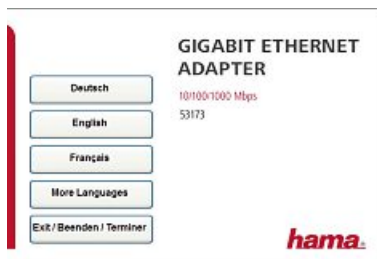 GIGABIT ETHERNET
ADAPTER
10/100/1000 Mbps
53173
Deutsch
English
Français
More Languages
Exit / Beenden / Terminer
hama.